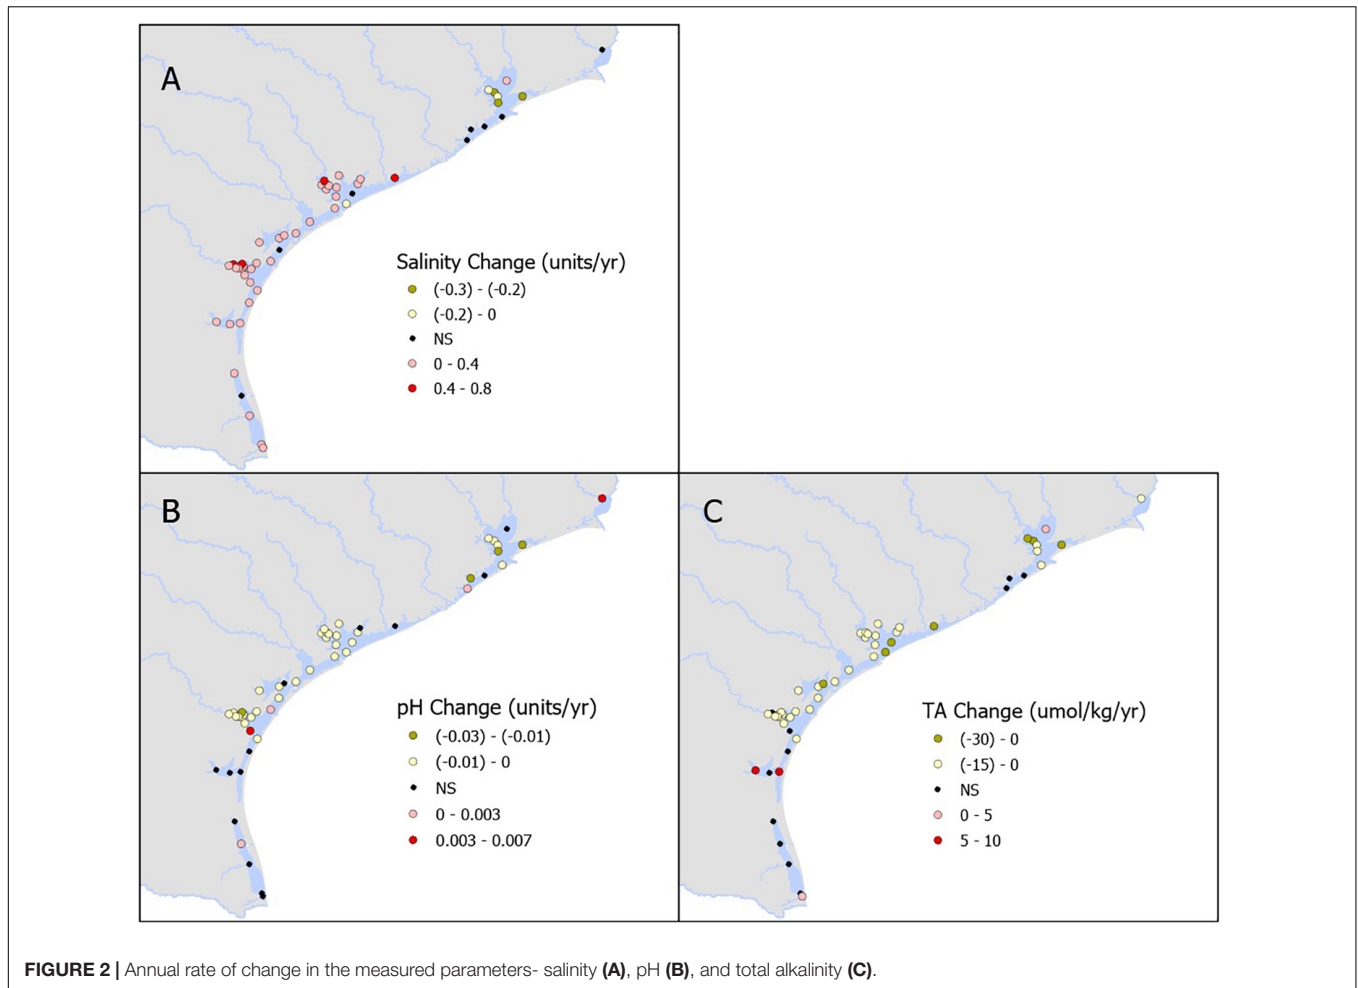 A
Salinity Change (units/yr)
(-0.3) - (-0.2)
(-0.2) - 0
NS
0 - 0.4
0.4 - 0.8
B
pH Change (units/yr)
(-0.03) - (-0.01)
(-0.01) - 0
NS
0 - 0.003
0.003 - 0.007
C
TA Change (umol/kg/yr)
(-30) - 0
(-15) - 0
NS
0 - 5
5 - 10
FIGURE 2 | Annual rate of change in the measured parameters- salinity (A), pH (B), and total alkalinity (C).